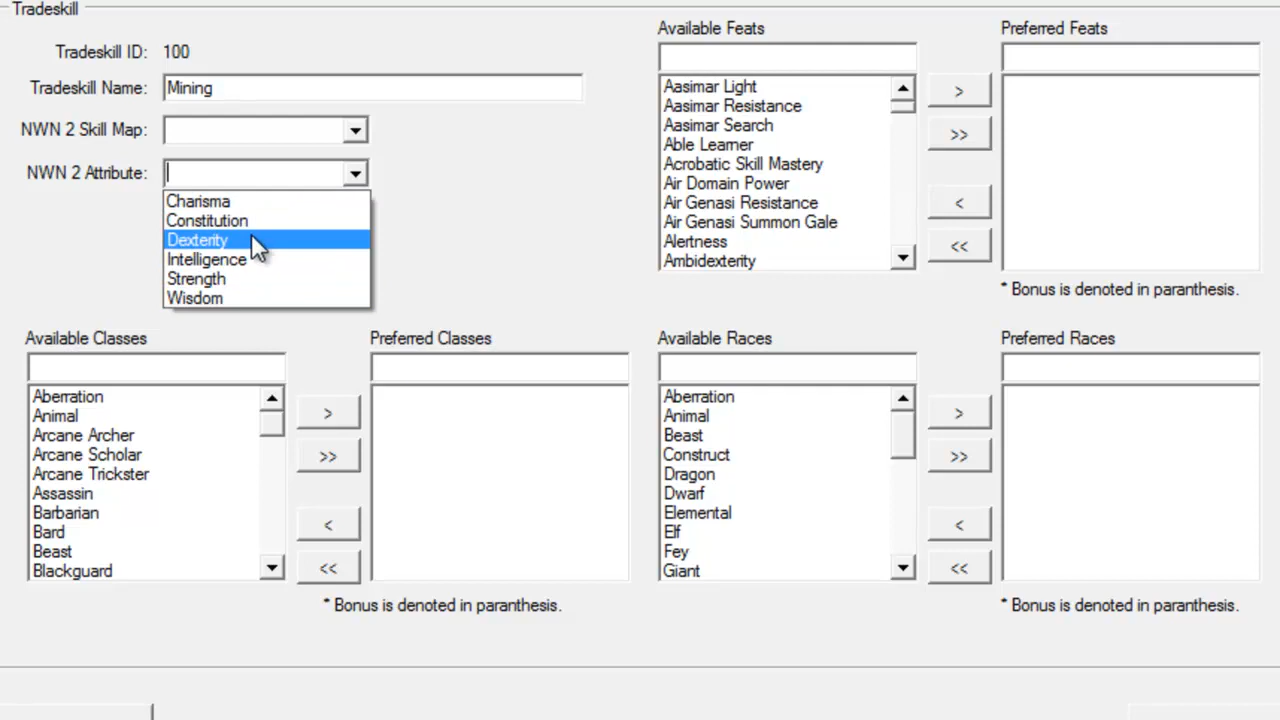 Tradeskill
Tradeskill ID: 100
Tradeskill Name: Mining
NWN 2 Skill Map:
NWN 2 Attribute:
Charisma
Constitution
Dexterity
Intelligence
Strength
Wisdom
Available Feats
Aasimar Light
Aasimar Resistance
Aasimar Search
Able Learner
Acrobatic Skill Mastery
Air Domain Power
Air Genasi Resistance
Air Genasi Summon Gale
Alertness
Ambidexterity
>
>>
<
<<
Preferred Feats
* Bonus is denoted in paranthesis.
Available Classes
Aberration
Animal
Arcane Archer
Arcane Scholar
Arcane Trickster
Assassin
Barbarian
Bard
Beast
Blackguard
>
>>
<
<<
Preferred Classes
* Bonus is denoted in paranthesis.
Available Races
Aberration
Animal
Beast
Construct
Dragon
Dwarf
Elemental
Elf
Fey
Giant
>
>>
<
<<
Preferred Races
* Bonus is denoted in paranthesis.